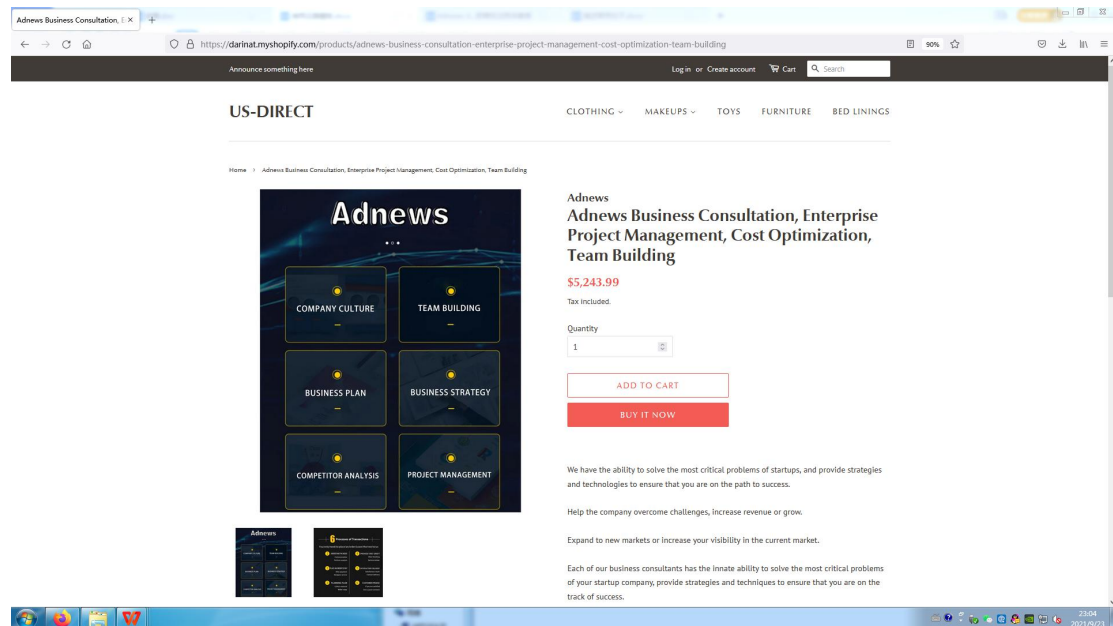 Adnews Business Consultation, E
https://darinat.myshopify.com/products/adnews-business-consultation-enterprise-project-management-cost-optimization-team-building
90%
Announce something here
Log in or Create account Cart Search
US-DIRECT
CLOTHING MAKEUPS TOYS FURNITURE BED LININGS
Home › Adnews Business Consultation, Enterprise Project Management, Cost Optimization, Team Building
Adnews
COMPANY CULTURE
TEAM BUILDING
BUSINESS PLAN
BUSINESS STRATEGY
COMPETITOR ANALYSIS
PROJECT MANAGEMENT
Adnews
6 Processes of Transactions
Adnews
Adnews Business Consultation, Enterprise
Project Management, Cost Optimization,
Team Building
$5,243.99
Tax included.
Quantity
1
ADD TO CART
BUY IT NOW
We have the ability to solve the most critical problems of startups, and provide strategies
and technologies to ensure that you are on the path to success.
Help the company overcome challenges, increase revenue or grow.
Expand to new markets or increase your visibility in the current market.
Each of our business consultants has the innate ability to solve the most critical problems
of your startup company, provide strategies and techniques to ensure that you are on the
track of success.
23:04
2021/9/23